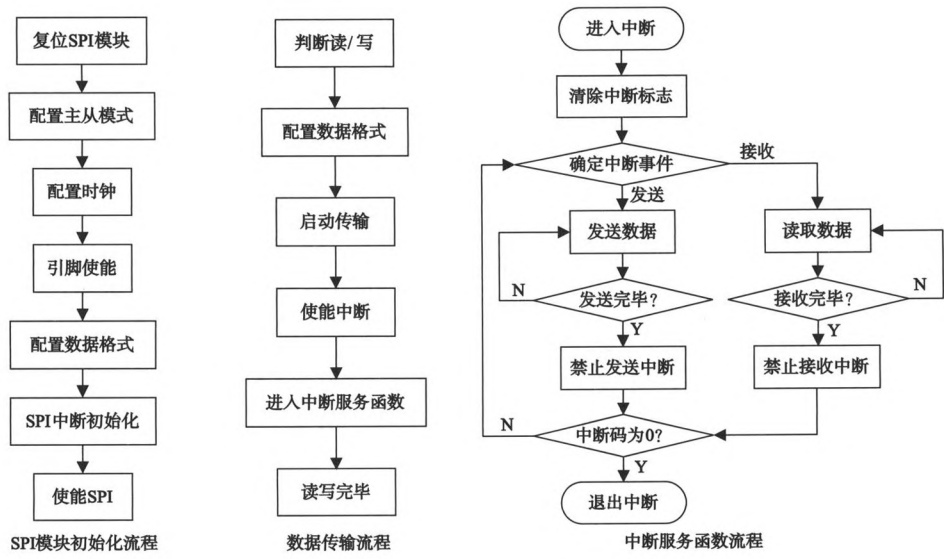 复位SPI模块
配置主从模式
配置时钟
引脚使能
配置数据格式
SPI中断初始化
使能SPI
SPI模块初始化流程
判断读/写
配置数据格式
启动传输
使能中断
进入中断服务函数
读写完毕
数据传输流程
进入中断
清除中断标志
确定中断事件
接收
发送
发送数据
读取数据
N
发送完毕?
接收完毕?
N
Y
Y
禁止发送中断
禁止接收中断
N
中断码为0?
Y
退出中断
中断服务函数流程